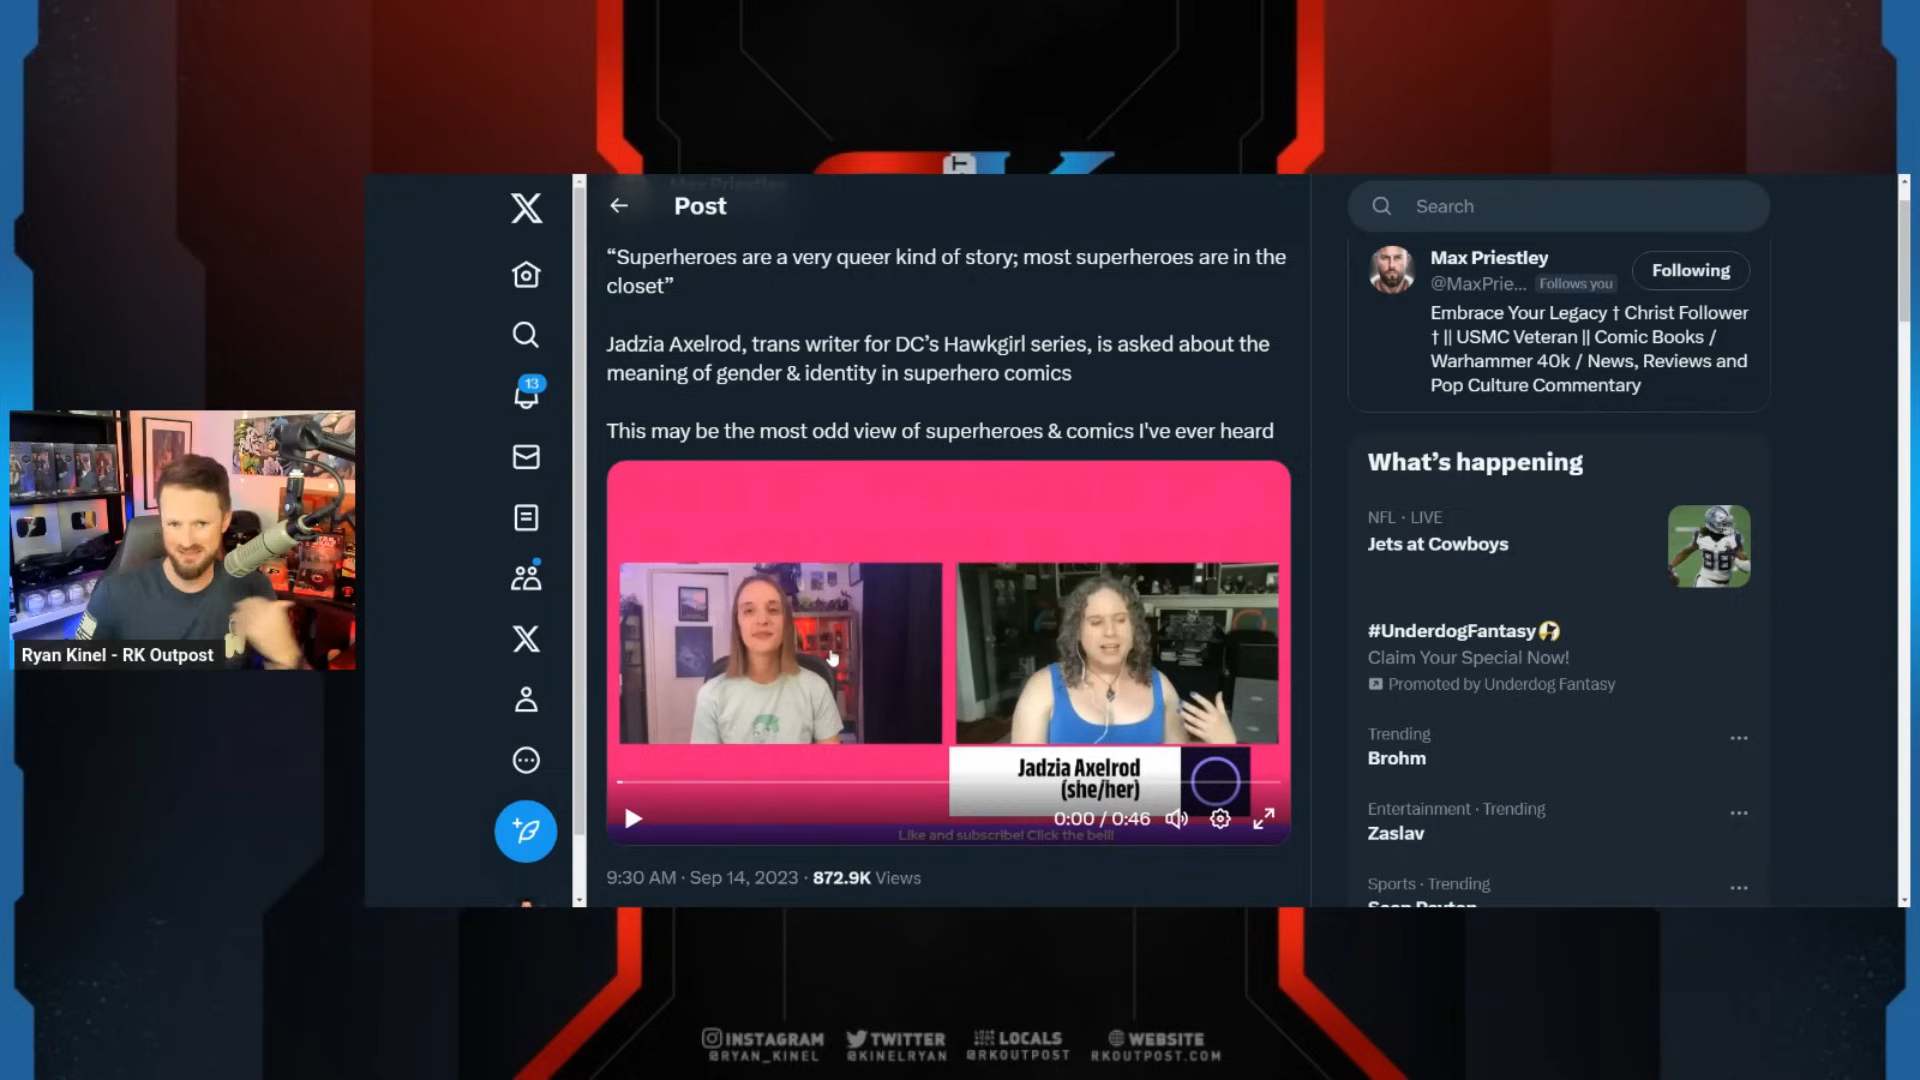 Max Priestley
Post
“Superheroes are a very queer kind of story; most superheroes are in the
closet”
Jadzia Axelrod, trans writer for DC’s Hawkgirl series, is asked about the
meaning of gender & identity in superhero comics
This may be the most odd view of superheroes & comics I've ever heard
Jadzia Axelrod
(she/her)
0:00 / 0:46
Like and subscribe! Click the bell!
9:30 AM · Sep 14, 2023 · 872.9K Views
13
Search
Max Priestley
@MaxPrie... Follows you
Following
Embrace Your Legacy † Christ Follower
† || USMC Veteran || Comic Books /
Warhammer 40k / News, Reviews and
Pop Culture Commentary
What’s happening
NFL · LIVE
Jets at Cowboys
#UnderdogFantasy
Claim Your Special Now!
Promoted by Underdog Fantasy
Trending
Brohm
Entertainment · Trending
Zaslav
Sports · Trending
Sean Payton
Ryan Kinel - RK Outpost
INSTAGRAM
@RYAN_KINEL
TWITTER
@KINELRYAN
LOCALS
@RKOUTPOST
WEBSITE
RKOUTPOST.COM